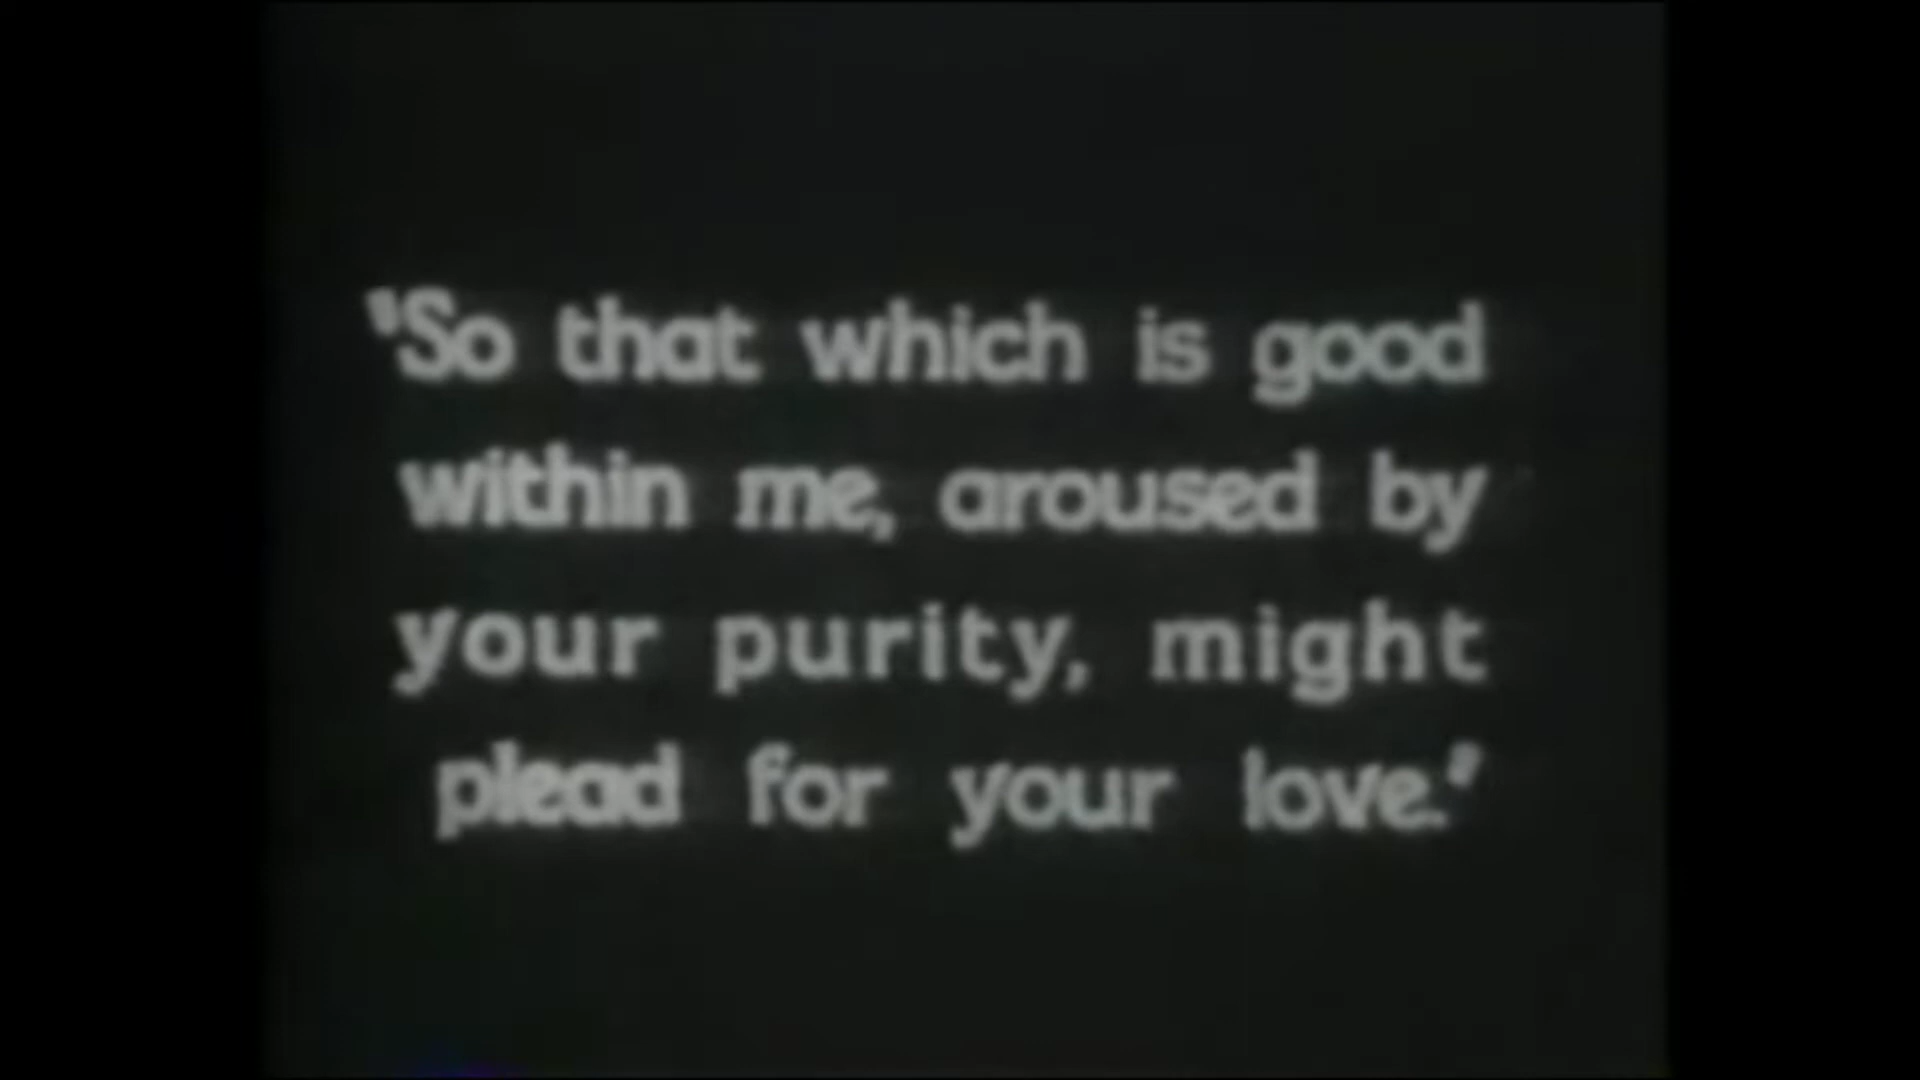 "So that which is good
within me, aroused by
your purity, might
plead for your love."